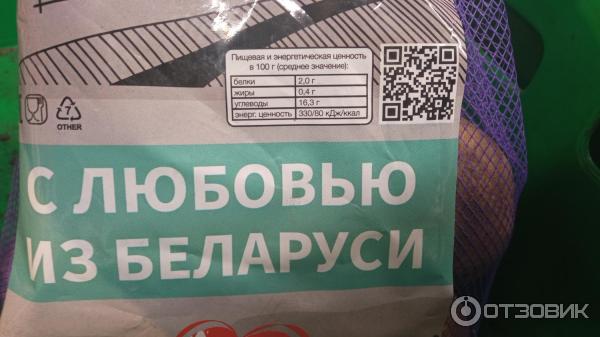 Пищевая и энергетическая ценность
в 100 г (среднее значение):
белки 2,0 г
жиры 0,4 г
углеводы 16,3 г
энерг. ценность 330/80 кДж/ккал
7
OTHER
С ЛЮБОВЬЮ
ИЗ БЕЛАРУСИ
ОТЗОВИК